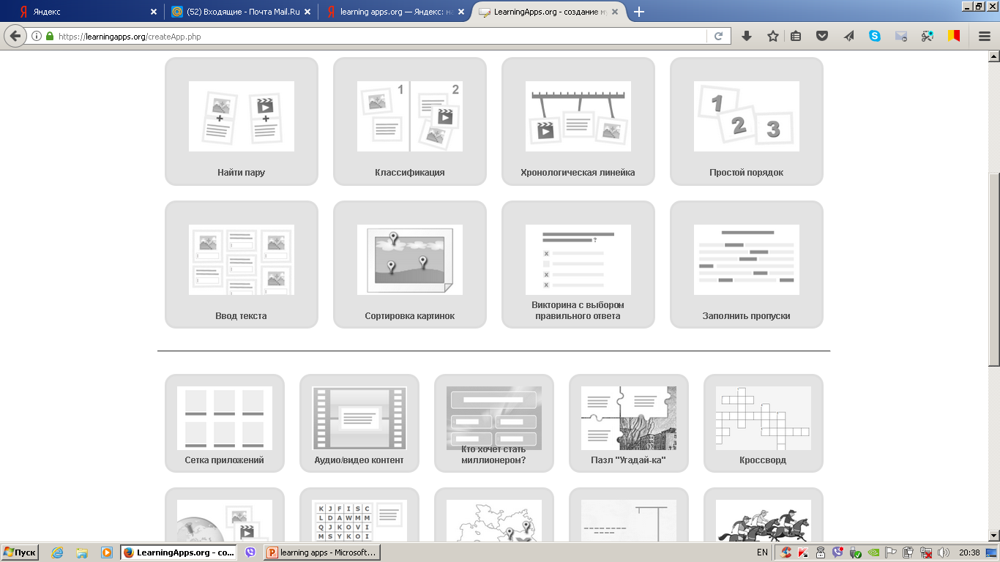 Яндекс
(52) Входящие - Почта Mail.Ru
learning apps.org — Яндекс: на
LearningApps.org - создание му
https://learningapps.org/createApp.php
1
2
1
2
3
Найти пару
Классификация
Хронологическая линейка
Простой порядок
?
x
x
x
Ввод текста
Сортировка картинок
Викторина с выбором
правильного ответа
Заполнить пропуски
Сетка приложений
Аудио/видео контент
Кто хочет стать
миллионером?
Пазл "Угадай-ка"
Кроссворд
K J F I S C
L D A W M M
Q J K O V I
M S Y K O I
Пуск
LearningApps.org - со...
learning apps - Microsoft...
EN
20:38